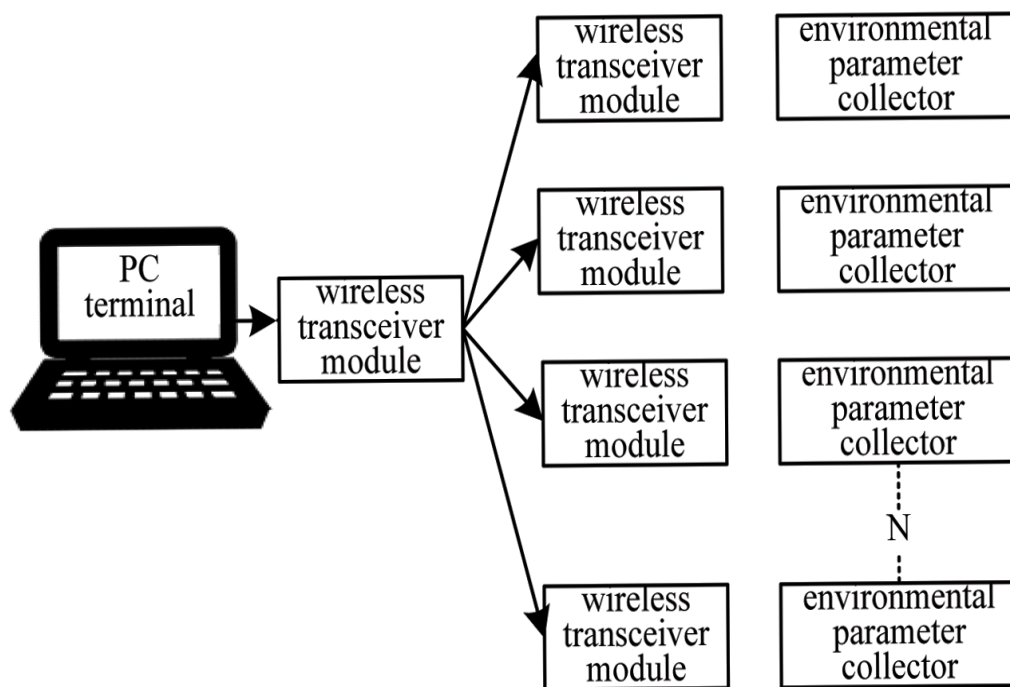 wireless
transceiver
module
environmental
parameter
collector
wireless
transceiver
module
environmental
parameter
collector
PC
terminal
wireless
transceiver
module
wireless
transceiver
module
environmental
parameter
collector
N
wireless
transceiver
module
environmental
parameter
collector